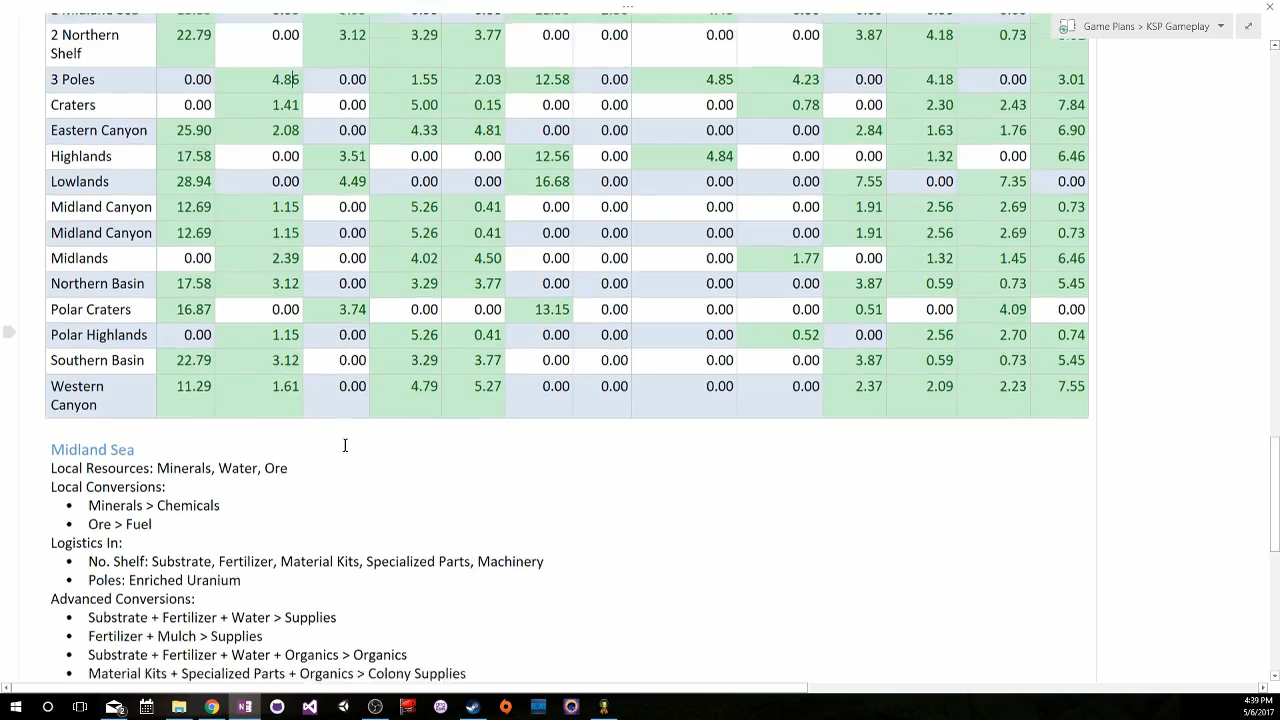 Game Plans > KSP Gameplay
2 Northern Shelf 22.79 0.00 3.12 3.29 3.77 0.00 0.00 0.00 0.00 3.87 4.18 0.73
3 Poles 0.00 4.86 0.00 1.55 2.03 12.58 0.00 4.85 4.23 0.00 4.18 0.00 3.01
Craters 0.00 1.41 0.00 5.00 0.15 0.00 0.00 0.00 0.78 0.00 2.30 2.43 7.84
Eastern Canyon 25.90 2.08 0.00 4.33 4.81 0.00 0.00 0.00 0.00 2.84 1.63 1.76 6.90
Highlands 17.58 0.00 3.51 0.00 0.00 12.56 0.00 4.84 0.00 0.00 1.32 0.00 6.46
Lowlands 28.94 0.00 4.49 0.00 0.00 16.68 0.00 0.00 0.00 7.55 0.00 7.35 0.00
Midland Canyon 12.69 1.15 0.00 5.26 0.41 0.00 0.00 0.00 0.00 1.91 2.56 2.69 0.73
Midland Canyon 12.69 1.15 0.00 5.26 0.41 0.00 0.00 0.00 0.00 1.91 2.56 2.69 0.73
Midlands 0.00 2.39 0.00 4.02 4.50 0.00 0.00 0.00 1.77 0.00 1.32 1.45 6.46
Northern Basin 17.58 3.12 0.00 3.29 3.77 0.00 0.00 0.00 0.00 3.87 0.59 0.73 5.45
Polar Craters 16.87 0.00 3.74 0.00 0.00 13.15 0.00 0.00 0.00 0.51 0.00 4.09 0.00
Polar Highlands 0.00 1.15 0.00 5.26 0.41 0.00 0.00 0.00 0.52 0.00 2.56 2.70 0.74
Southern Basin 22.79 3.12 0.00 3.29 3.77 0.00 0.00 0.00 0.00 3.87 0.59 0.73 5.45
Western Canyon 11.29 1.61 0.00 4.79 5.27 0.00 0.00 0.00 0.00 2.37 2.09 2.23 7.55
Midland Sea
Local Resources: Minerals, Water, Ore
Local Conversions:
• Minerals > Chemicals
• Ore > Fuel
Logistics In:
• No. Shelf: Substrate, Fertilizer, Material Kits, Specialized Parts, Machinery
• Poles: Enriched Uranium
Advanced Conversions:
• Substrate + Fertilizer + Water > Supplies
• Fertilizer + Mulch > Supplies
• Substrate + Fertilizer + Water + Organics > Organics
• Material Kits + Specialized Parts + Organics > Colony Supplies
4:39 PM
5/6/2017